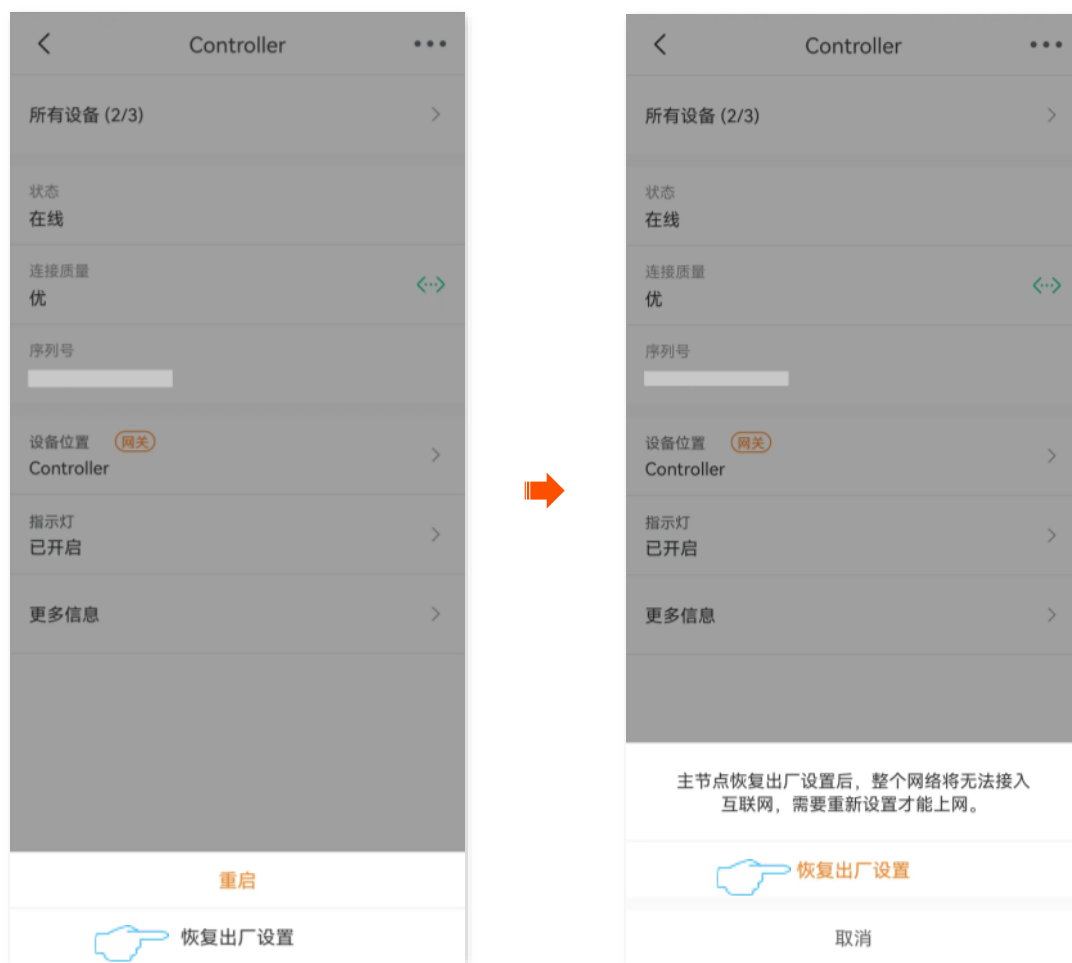 Controller
所有设备 (2/3)
状态
在线
连接质量
优
序列号
设备位置 网关
Controller
指示灯
已开启
更多信息
重启
恢复出厂设置
Controller
所有设备 (2/3)
状态
在线
连接质量
优
序列号
设备位置 网关
Controller
指示灯
已开启
更多信息
主节点恢复出厂设置后，整个网络将无法接入
互联网，需要重新设置才能上网。
恢复出厂设置
取消